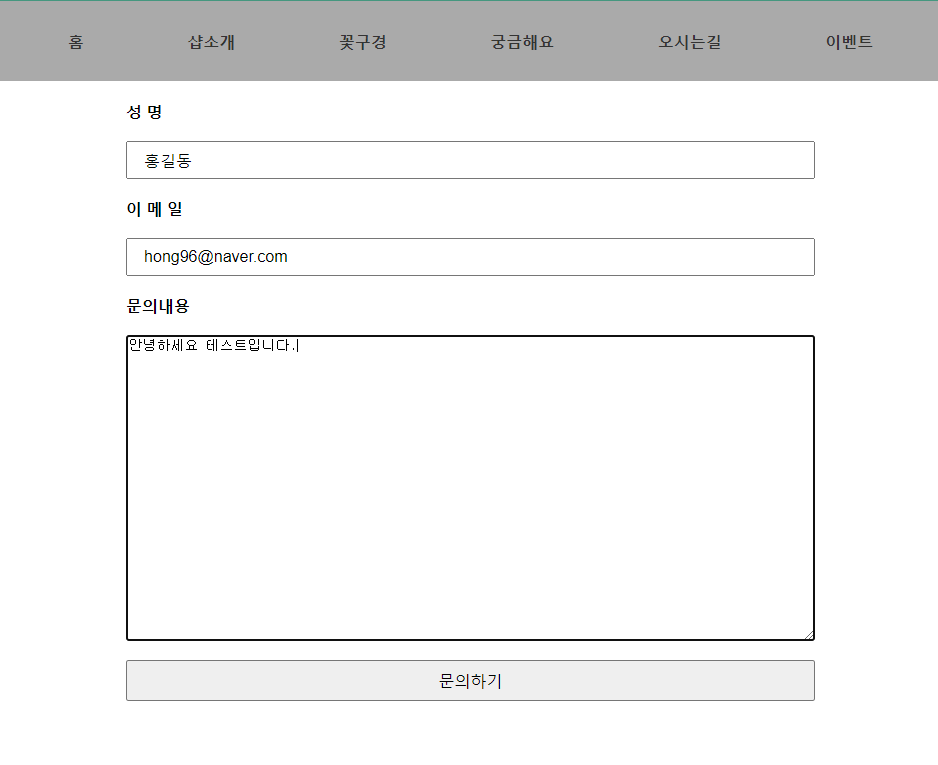 홈 샵소개 꽃구경 궁금해요 오시는길 이벤트
성 명
홍길동
이 메 일
hong96@naver.com
문의내용
안녕하세요 테스트입니다.
문의하기